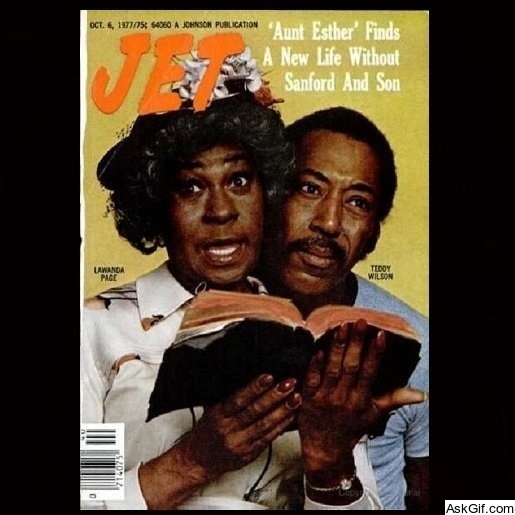 OCT. 6, 1977/75¢ 64060 A JOHNSON PUBLICATION
JET
'Aunt Esther' Finds
A New Life Without
Sanford And Son
LAWANDA
PAGE
TEDDY
WILSON
AskGif.com